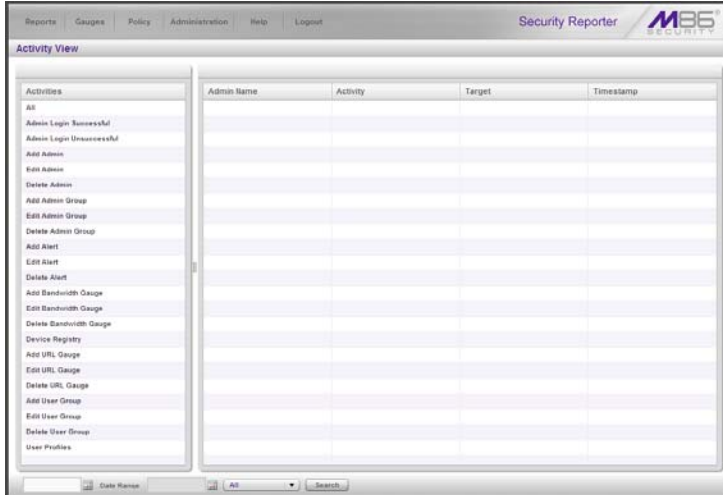 Reports Gauges Policy Administration Help Logout Security Reporter M86 SECURITY
Activity View
Activities Admin Name Activity Target Timestamp
All
Admin Login Successful
Admin Login Unsuccessful
Add Admin
Edit Admin
Delete Admin
Add Admin Group
Edit Admin Group
Delete Admin Group
Add Alert
Edit Alert
Delete Alert
Add Bandwidth Gauge
Edit Bandwidth Gauge
Delete Bandwidth Gauge
Device Registry
Add URL Gauge
Edit URL Gauge
Delete URL Gauge
Add User Group
Edit User Group
Delete User Group
User Profiles
Date Range All Search